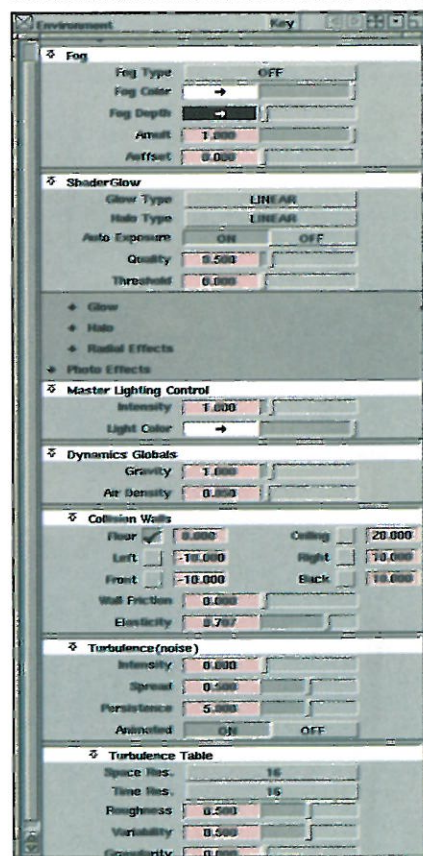 Environment Key
Fog
Fog Type OFF
Fog Color
Fog Depth
Amult 1.000
Aoffset 0.000
ShaderGlow
Glow Type LINEAR
Halo Type LINEAR
Auto Exposure ON OFF
Quality 0.500
Threshold 0.000
Glow
Halo
Radial Effects
Photo Effects
Master Lighting Control
Intensity 1.000
Light Color
Dynamics Globals
Gravity 1.000
Air Density 0.050
Collision Walls
Floor 0.000 Ceiling 20.000
Left -10.000 Right 10.000
Front -10.000 Back 10.000
Wall Friction 0.000
Elasticity 0.707
Turbulence(noise)
Intensity 0.000
Spread 0.500
Persistence 5.000
Animated ON OFF
Turbulence Table
Space Res. 16
Time Res. 16
Roughness 0.500
Variability 0.500
Granularity 0.000